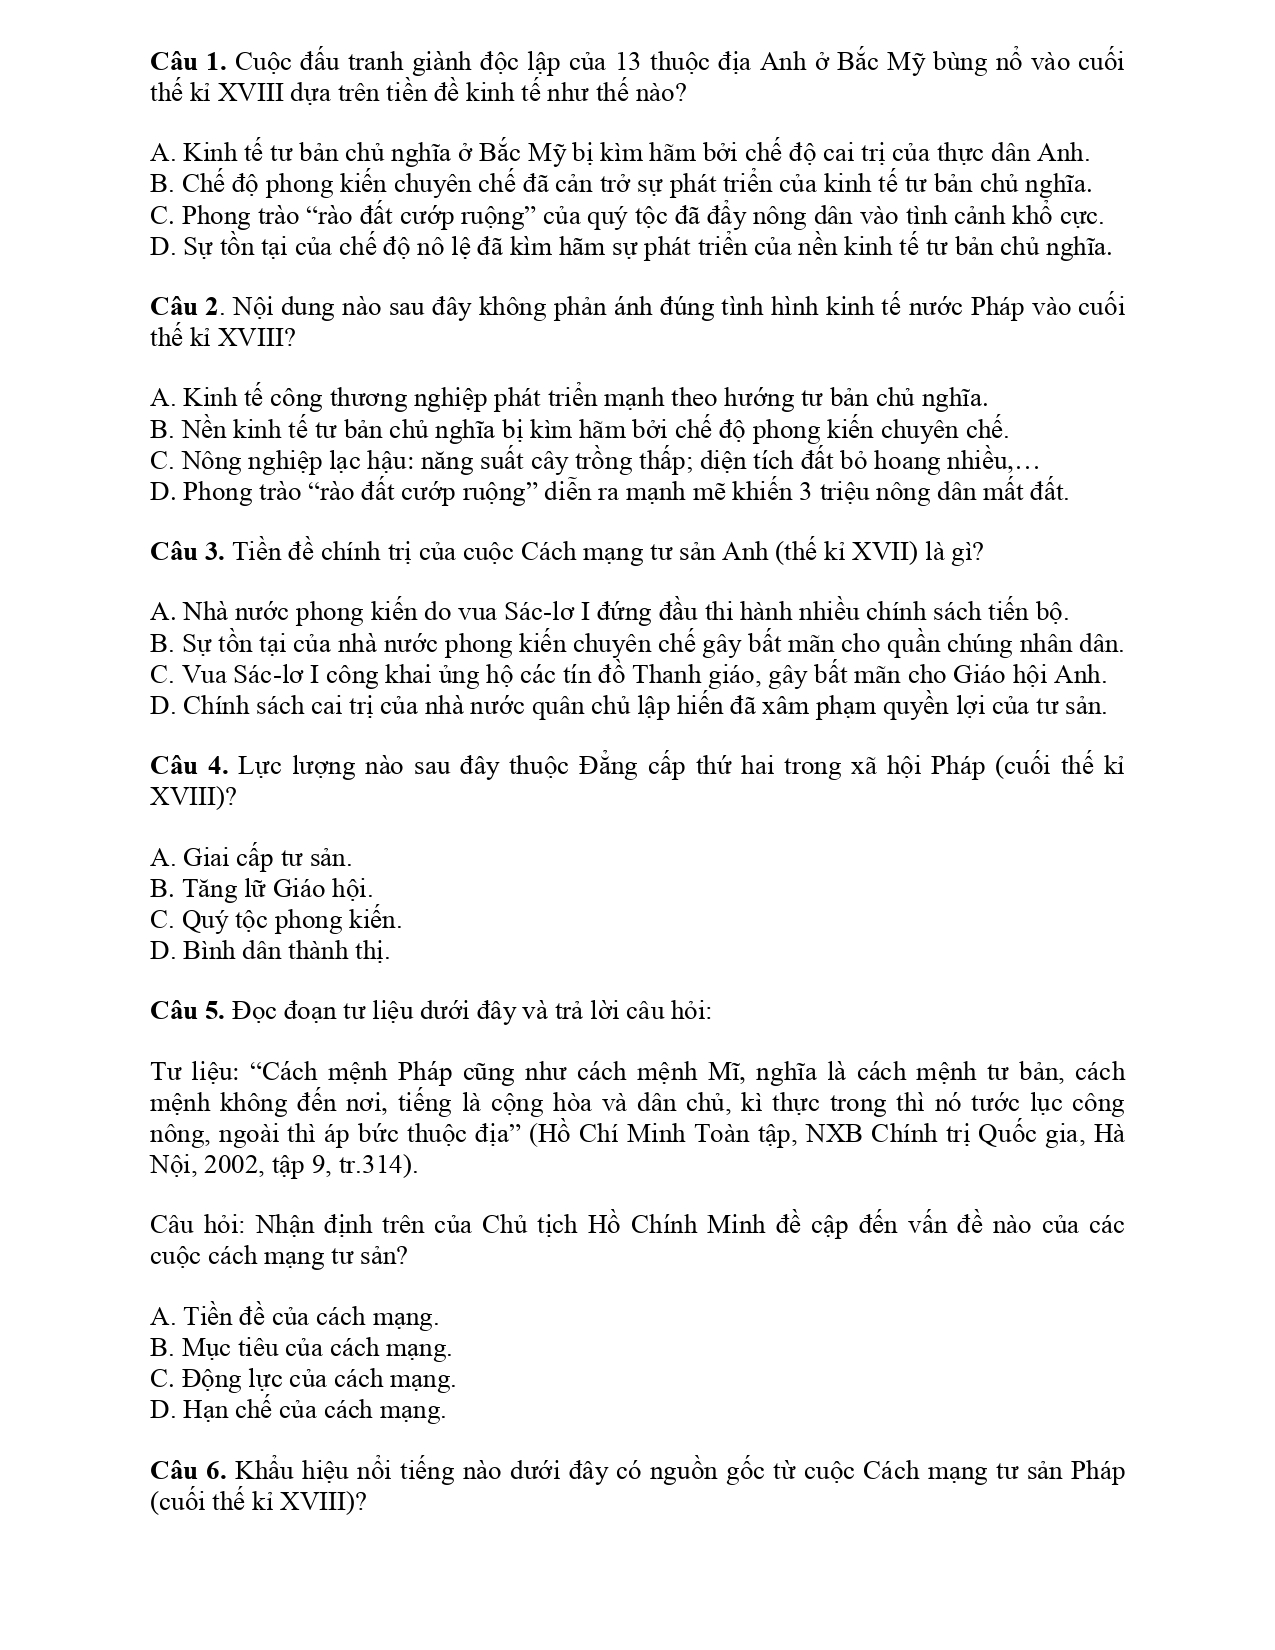 Câu 1. Cuộc đấu tranh giành độc lập của 13 thuộc địa Anh ở Bắc Mỹ bùng nổ vào cuối
thế kỉ XVIII dựa trên tiền đề kinh tế như thế nào?
A. Kinh tế tư bản chủ nghĩa ở Bắc Mỹ bị kìm hãm bởi chế độ cai trị của thực dân Anh.
B. Chế độ phong kiến chuyên chế đã cản trở sự phát triển của kinh tế tư bản chủ nghĩa.
C. Phong trào “rào đất cướp ruộng” của quý tộc đã đẩy nông dân vào tình cảnh khổ cực.
D. Sự tồn tại của chế độ nô lệ đã kìm hãm sự phát triển của nền kinh tế tư bản chủ nghĩa.
Câu 2. Nội dung nào sau đây không phản ánh đúng tình hình kinh tế nước Pháp vào cuối
thế kỉ XVIII?
A. Kinh tế công thương nghiệp phát triển mạnh theo hướng tư bản chủ nghĩa.
B. Nền kinh tế tư bản chủ nghĩa bị kìm hãm bởi chế độ phong kiến chuyên chế.
C. Nông nghiệp lạc hậu: năng suất cây trồng thấp; diện tích đất bỏ hoang nhiều,…
D. Phong trào “rào đất cướp ruộng” diễn ra mạnh mẽ khiến 3 triệu nông dân mất đất.
Câu 3. Tiền đề chính trị của cuộc Cách mạng tư sản Anh (thế kỉ XVII) là gì?
A. Nhà nước phong kiến do vua Sác-lơ I đứng đầu thi hành nhiều chính sách tiến bộ.
B. Sự tồn tại của nhà nước phong kiến chuyên chế gây bất mãn cho quần chúng nhân dân.
C. Vua Sác-lơ I công khai ủng hộ các tín đồ Thanh giáo, gây bất mãn cho Giáo hội Anh.
D. Chính sách cai trị của nhà nước quân chủ lập hiến đã xâm phạm quyền lợi của tư sản.
Câu 4. Lực lượng nào sau đây thuộc Đẳng cấp thứ hai trong xã hội Pháp (cuối thế kỉ
XVIII)?
A. Giai cấp tư sản.
B. Tăng lữ Giáo hội.
C. Quý tộc phong kiến.
D. Bình dân thành thị.
Câu 5. Đọc đoạn tư liệu dưới đây và trả lời câu hỏi:
Tư liệu: “Cách mệnh Pháp cũng như cách mệnh Mĩ, nghĩa là cách mệnh tư bản, cách
mệnh không đến nơi, tiếng là cộng hòa và dân chủ, kì thực trong thì nó tước lục công
nông, ngoài thì áp bức thuộc địa” (Hồ Chí Minh Toàn tập, NXB Chính trị Quốc gia, Hà
Nội, 2002, tập 9, tr.314).
Câu hỏi: Nhận định trên của Chủ tịch Hồ Chính Minh đề cập đến vấn đề nào của các
cuộc cách mạng tư sản?
A. Tiền đề của cách mạng.
B. Mục tiêu của cách mạng.
C. Động lực của cách mạng.
D. Hạn chế của cách mạng.
Câu 6. Khẩu hiệu nổi tiếng nào dưới đây có nguồn gốc từ cuộc Cách mạng tư sản Pháp
(cuối thế kỉ XVIII)?